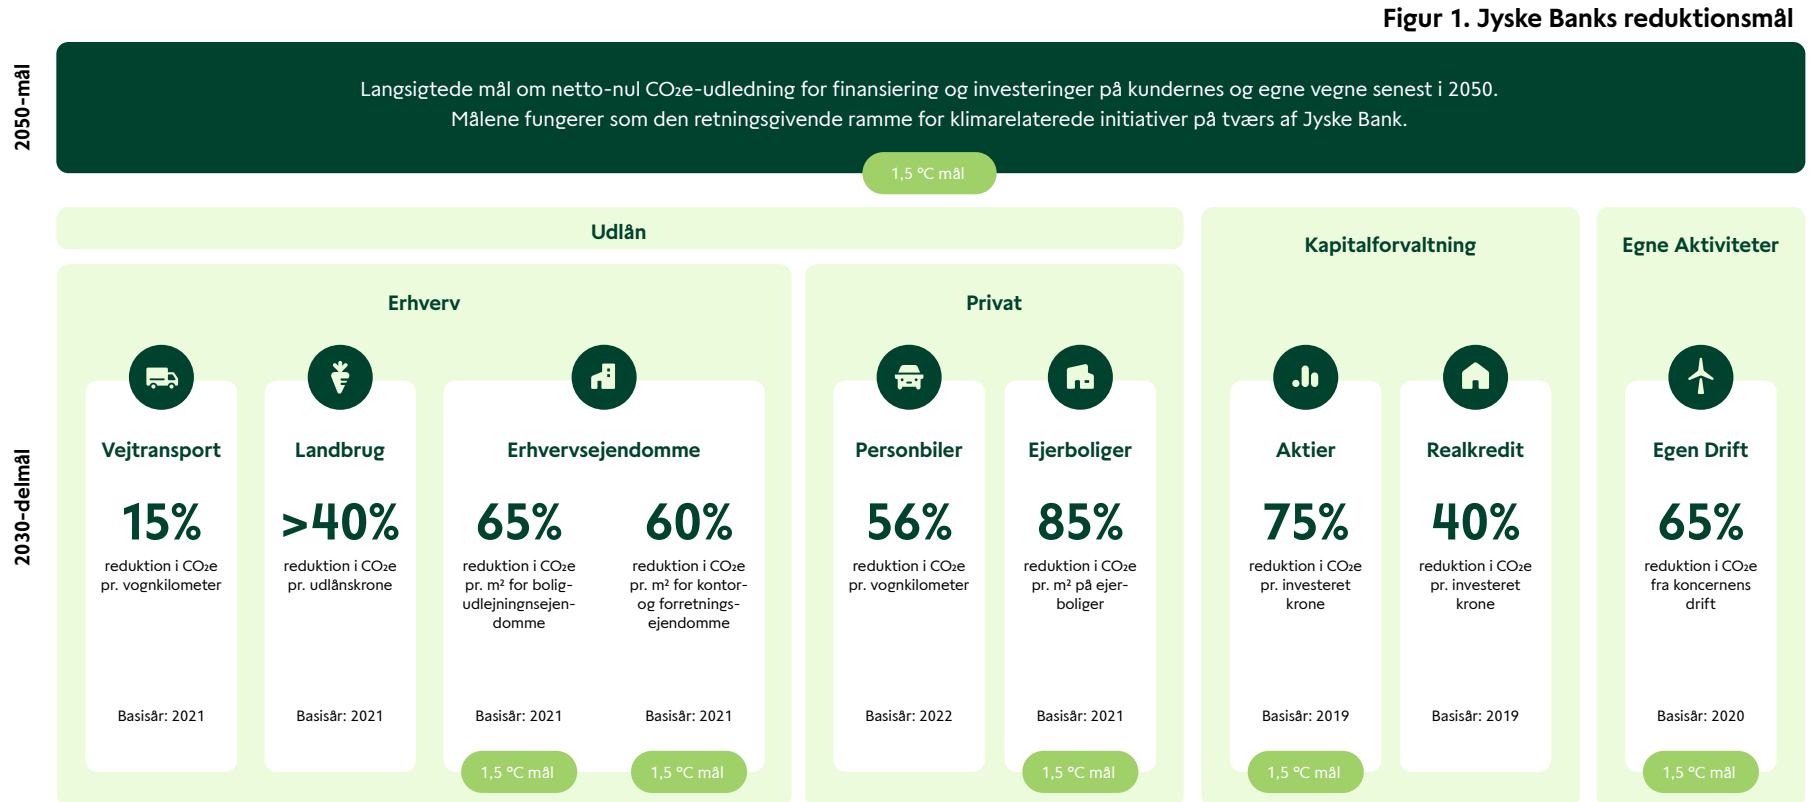 Figur 1. Jyske Banks reduktionsmål
2050-mål
Langsigtede mål om netto-nul CO₂e-udledning for finansiering og investeringer på kundernes og egne vegne senest i 2050.
Målene fungerer som den retningsgivende ramme for klimarelaterede initiativer på tværs af Jyske Bank.
1,5 °C mål
2030-delmål
Udlån
Erhverv
Vejtransport
15%
reduktion i CO₂e
pr. vognkilometer
Basisår: 2021
Landbrug
>40%
reduktion i CO₂e
pr. udlånskrone
Basisår: 2021
Erhvervsejendomme
65%
reduktion i CO₂e
pr. m² for bolig-
udlejningnsejen-
domme
Basisår: 2021
1,5 °C mål
60%
reduktion i CO₂e
pr. m² for kontor-
og forretnings-
ejendomme
Basisår: 2021
1,5 °C mål
Privat
Personbiler
56%
reduktion i CO₂e
pr. vognkilometer
Basisår: 2022
Ejerboliger
85%
reduktion i CO₂e
pr. m² på ejer-
boliger
Basisår: 2021
1,5 °C mål
Kapitalforvaltning
Aktier
75%
reduktion i CO₂e
pr. investeret
krone
Basisår: 2019
1,5 °C mål
Realkredit
40%
reduktion i CO₂e
pr. investeret
krone
Basisår: 2019
Egne Aktiviteter
Egen Drift
65%
reduktion i CO₂e
fra koncernens
drift
Basisår: 2020
1,5 °C mål